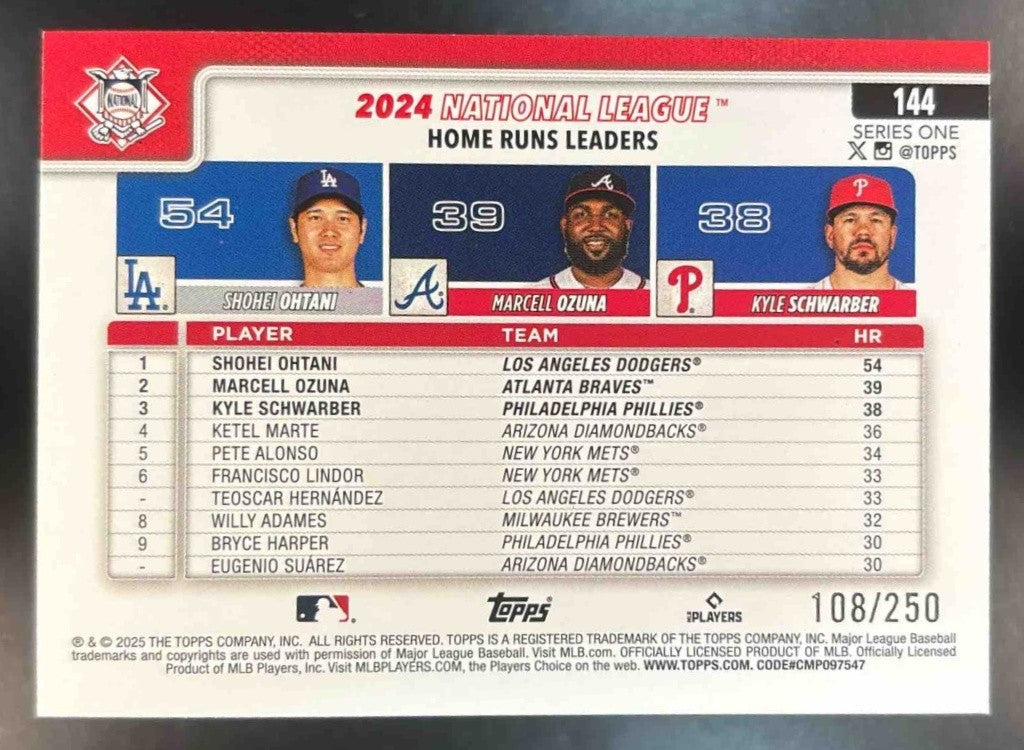 NATIONAL
2024 NATIONAL LEAGUE™
HOME RUNS LEADERS
144
SERIES ONE
X @TOPPS
54 39 38
LA A P
LA. A P.
SHOHEI OHTANI MARCELL OZUNA KYLE SCHWARBER
PLAYER TEAM HR
1 SHOHEI OHTANI LOS ANGELES DODGERS® 54
2 MARCELL OZUNA ATLANTA BRAVES™ 39
3 KYLE SCHWARBER PHILADELPHIA PHILLIES® 38
4 KETEL MARTE ARIZONA DIAMONDBACKS® 36
5 PETE ALONSO NEW YORK METS® 34
6 FRANCISCO LINDOR NEW YORK METS® 33
- TEOSCAR HERNÁNDEZ LOS ANGELES DODGERS® 33
8 WILLY ADAMES MILWAUKEE BREWERS™ 32
9 BRYCE HARPER PHILADELPHIA PHILLIES® 30
- EUGENIO SUÁREZ ARIZONA DIAMONDBACKS® 30
TOPPS® MLB PLAYERS 108/250
® & © 2025 THE TOPPS COMPANY, INC. ALL RIGHTS RESERVED. TOPPS IS A REGISTERED TRADEMARK OF THE TOPPS COMPANY, INC. Major League Baseball
trademarks and copyrights are used with permission of Major League Baseball. Visit MLB.com. OFFICIALLY LICENSED PRODUCT OF MLB. Officially Licensed
Product of MLB Players, Inc. Visit MLBPLAYERS.COM, the Players Choice on the web. WWW.TOPPS.COM. CODE#CMP097547